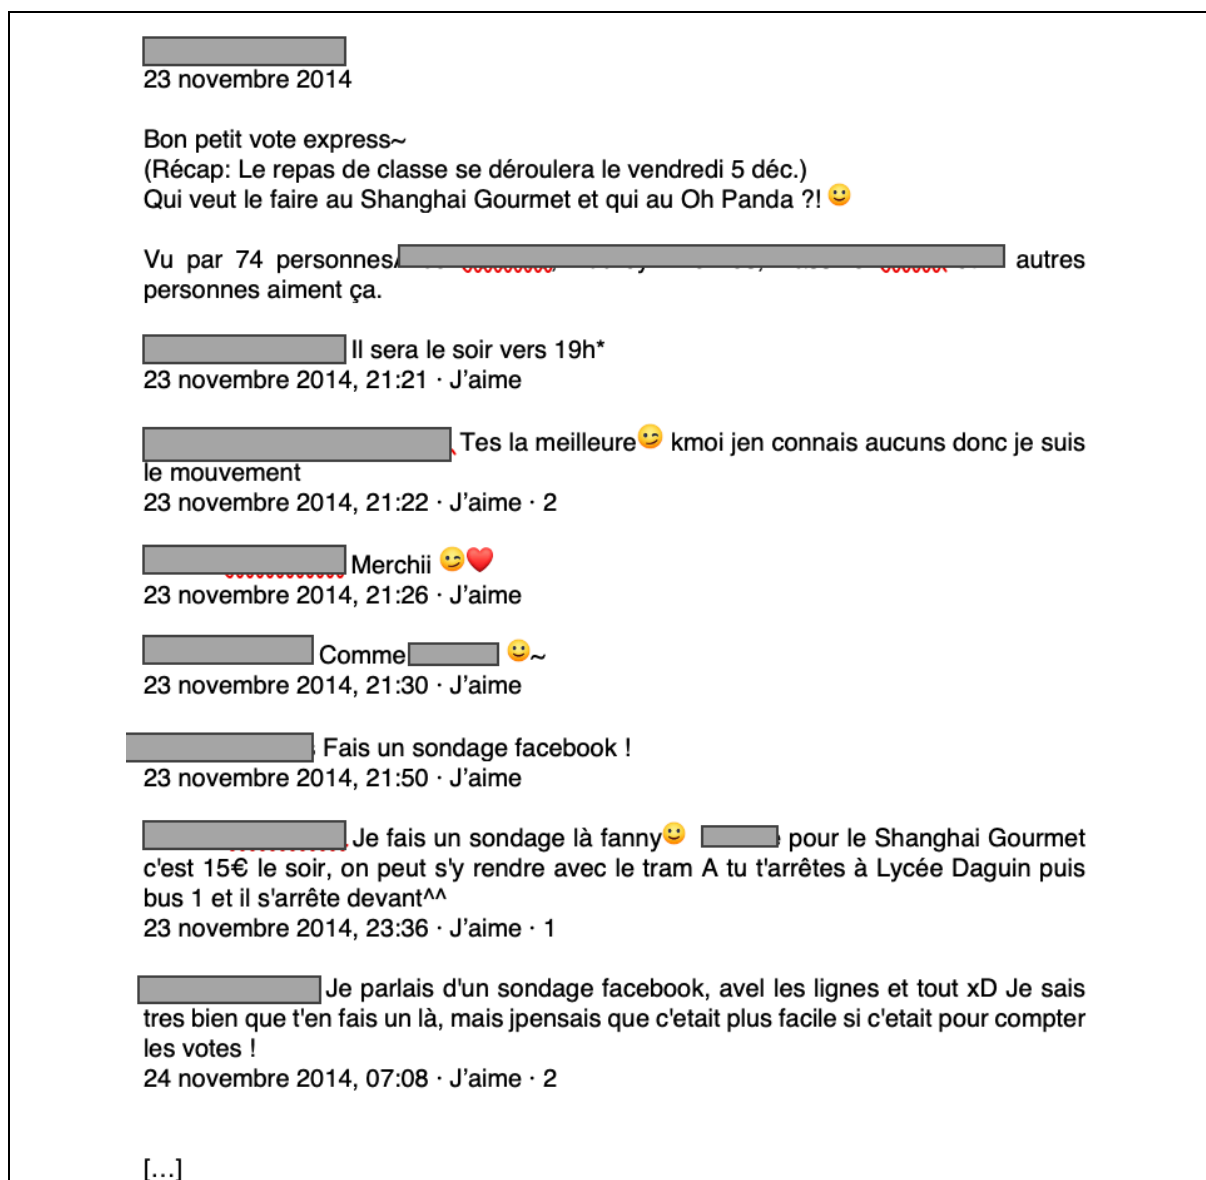 23 novembre 2014
Bon petit vote express~
(Récap: Le repas de classe se déroulera le vendredi 5 déc.)
Qui veut le faire au Shanghai Gourmet et qui au Oh Panda ?! 🙂
Vu par 74 personnes autres
personnes aiment ça.
Il sera le soir vers 19h*
23 novembre 2014, 21:21 · J’aime
Tes la meilleure😉 kmoi jen connais aucuns donc je suis
le mouvement
23 novembre 2014, 21:22 · J’aime · 2
Merchii 😉❤️
23 novembre 2014, 21:26 · J’aime
Comme 🙂~
23 novembre 2014, 21:30 · J’aime
Fais un sondage facebook !
23 novembre 2014, 21:50 · J’aime
Je fais un sondage là fanny🙂 pour le Shanghai Gourmet
c'est 15€ le soir, on peut s'y rendre avec le tram A tu t'arrêtes à Lycée Daguin puis
bus 1 et il s'arrête devant^^
23 novembre 2014, 23:36 · J’aime · 1
Je parlais d'un sondage facebook, avel les lignes et tout xD Je sais
tres bien que t'en fais un là, mais jpensais que c'etait plus facile si c'etait pour compter
les votes !
24 novembre 2014, 07:08 · J’aime · 2
[…]